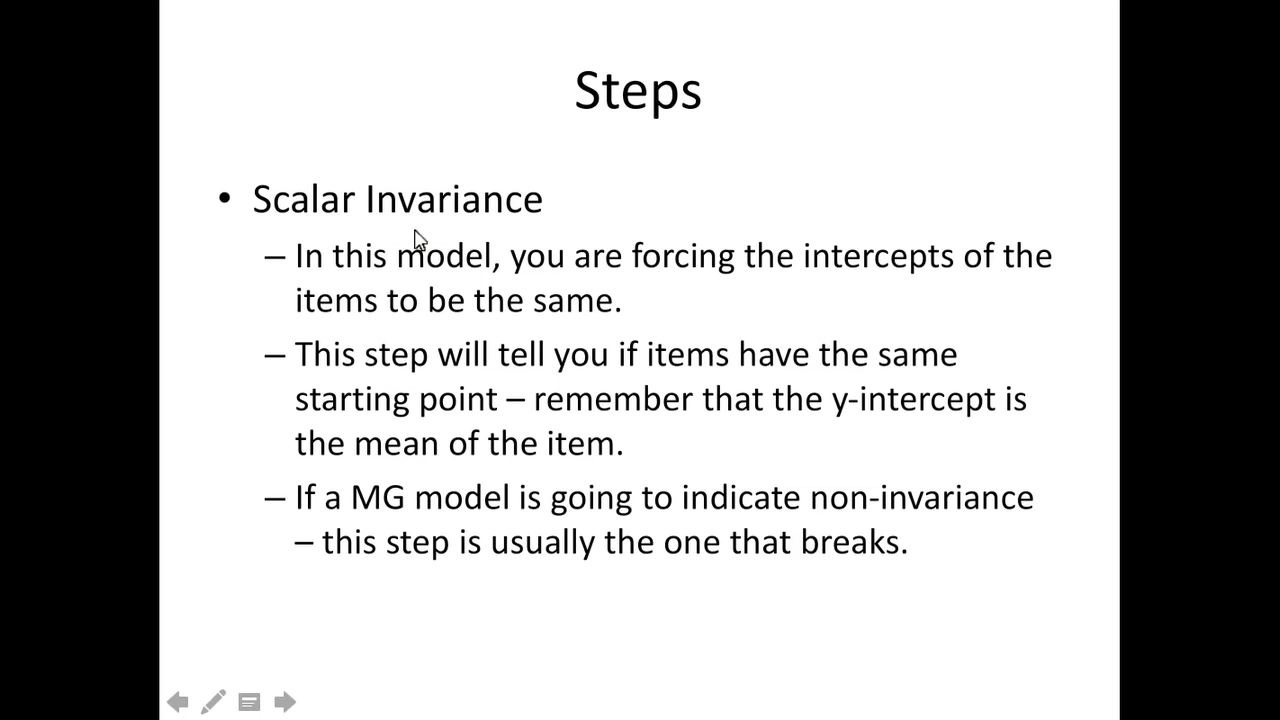 Steps
• Scalar Invariance
– In this model, you are forcing the intercepts of the
items to be the same.
– This step will tell you if items have the same
starting point – remember that the y-intercept is
the mean of the item.
– If a MG model is going to indicate non-invariance
– this step is usually the one that breaks.